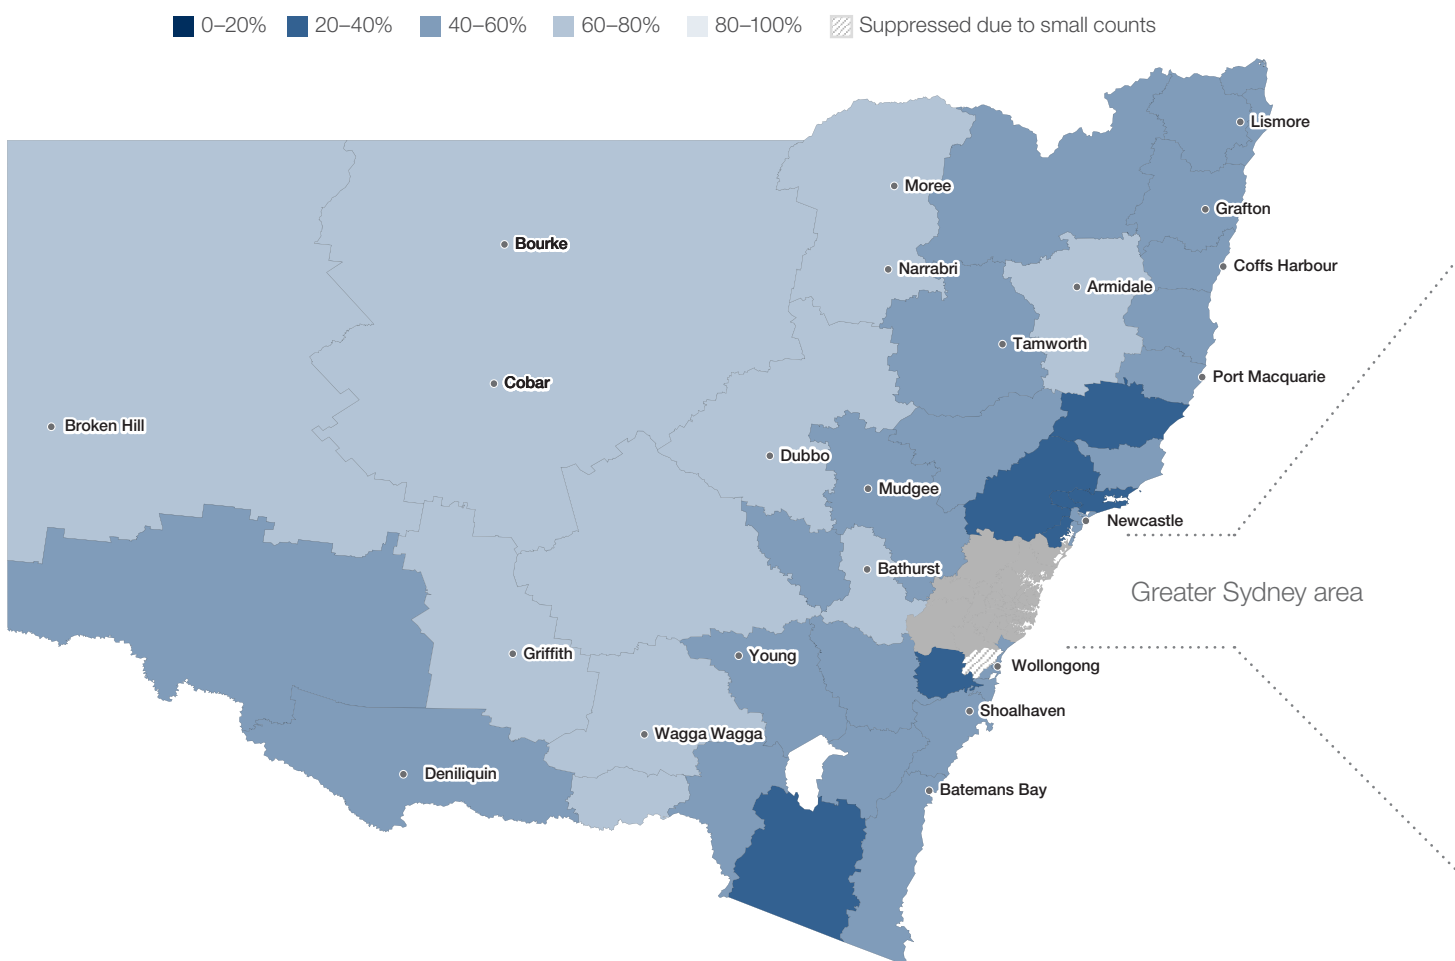 0–20% 20–40% 40–60% 60–80% 80–100% Suppressed due to small counts
Lismore
Moree
Grafton
Bourke
Coffs Harbour
Narrabri
Armidale
Tamworth
Port Macquarie
Cobar
Broken Hill
Dubbo
Mudgee
Newcastle
Bathurst
Greater Sydney area
Griffith
Young
Wollongong
Shoalhaven
Wagga Wagga
Deniliquin
Batemans Bay